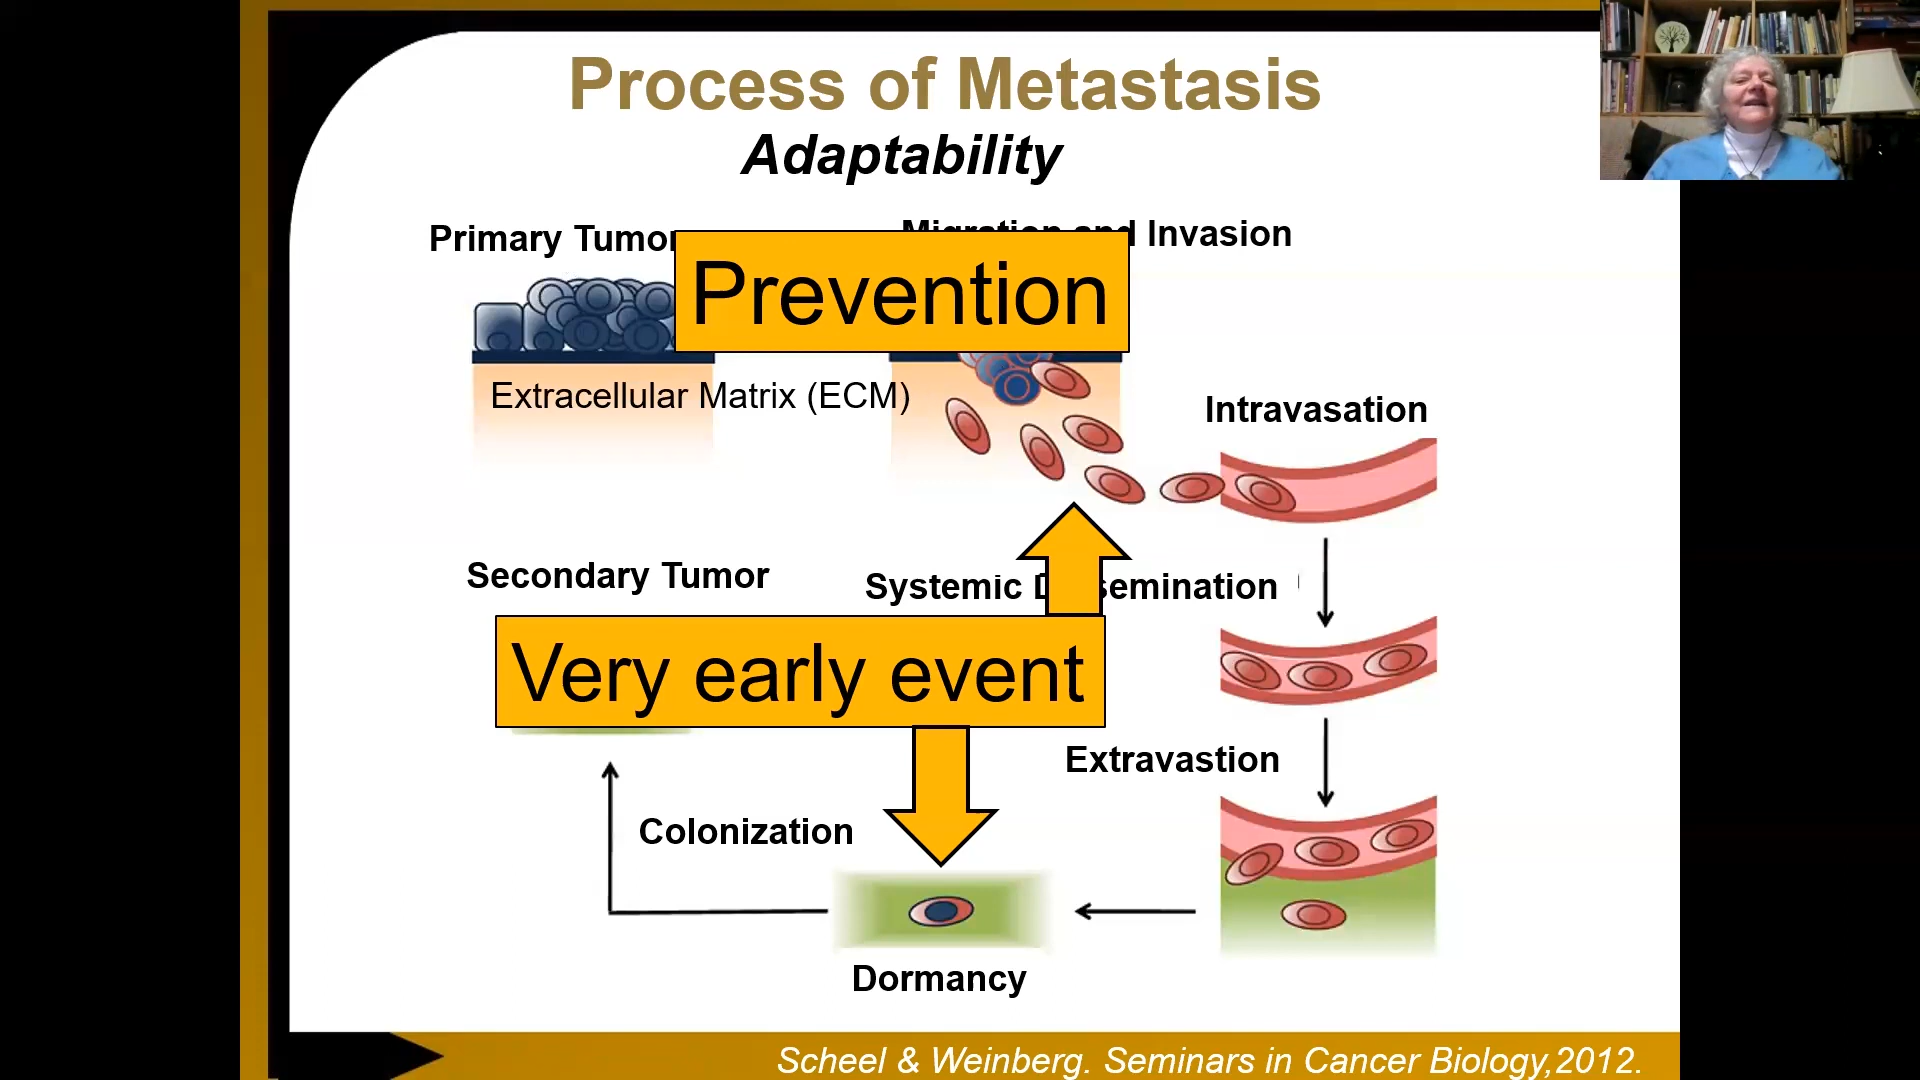 Process of Metastasis
Adaptability
Primary Tumor
Migration and Invasion
Prevention
Extracellular Matrix (ECM)
Intravasation
Secondary Tumor
Systemic Dissemination
Very early event
Extravastion
Colonization
Dormancy
Scheel & Weinberg. Seminars in Cancer Biology,2012.